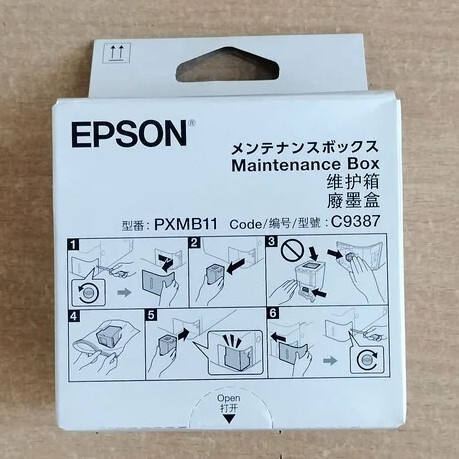 EPSON®
メンテナンスボックス
Maintenance Box
维护箱
廢墨盒
型番: PXMB11 Code/编号/型號: C9387
1
2
3
4
5
6
Open
打开